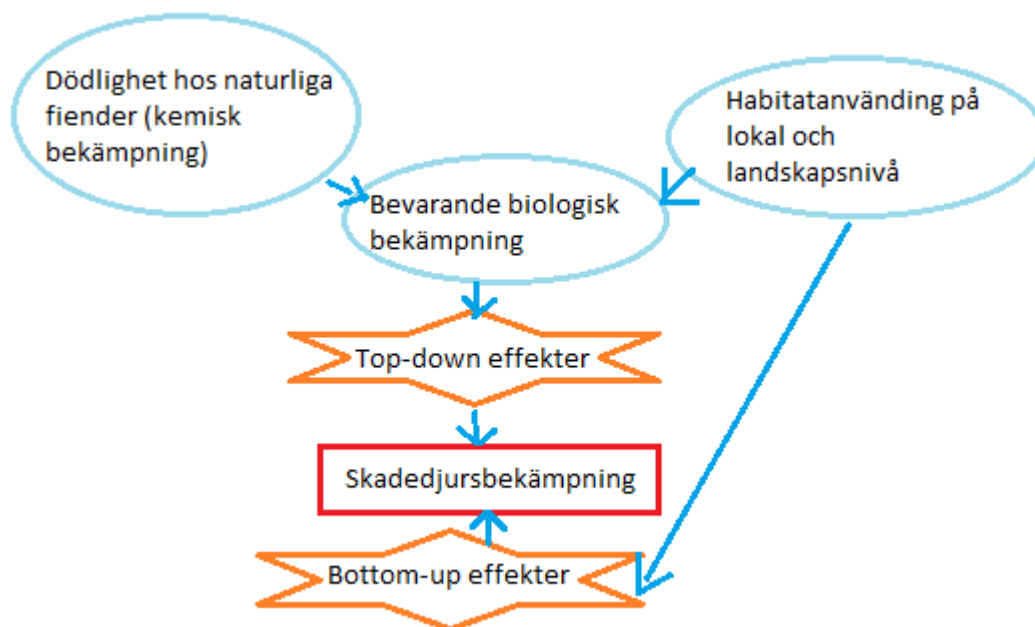 Dödlighet hos naturliga
fiender (kemisk
bekämpning)
Habitatanvänding på
lokal och
landskapsnivå
Bevarande biologisk
bekämpning
Top-down effekter
Skadedjursbekämpning
Bottom-up effekter